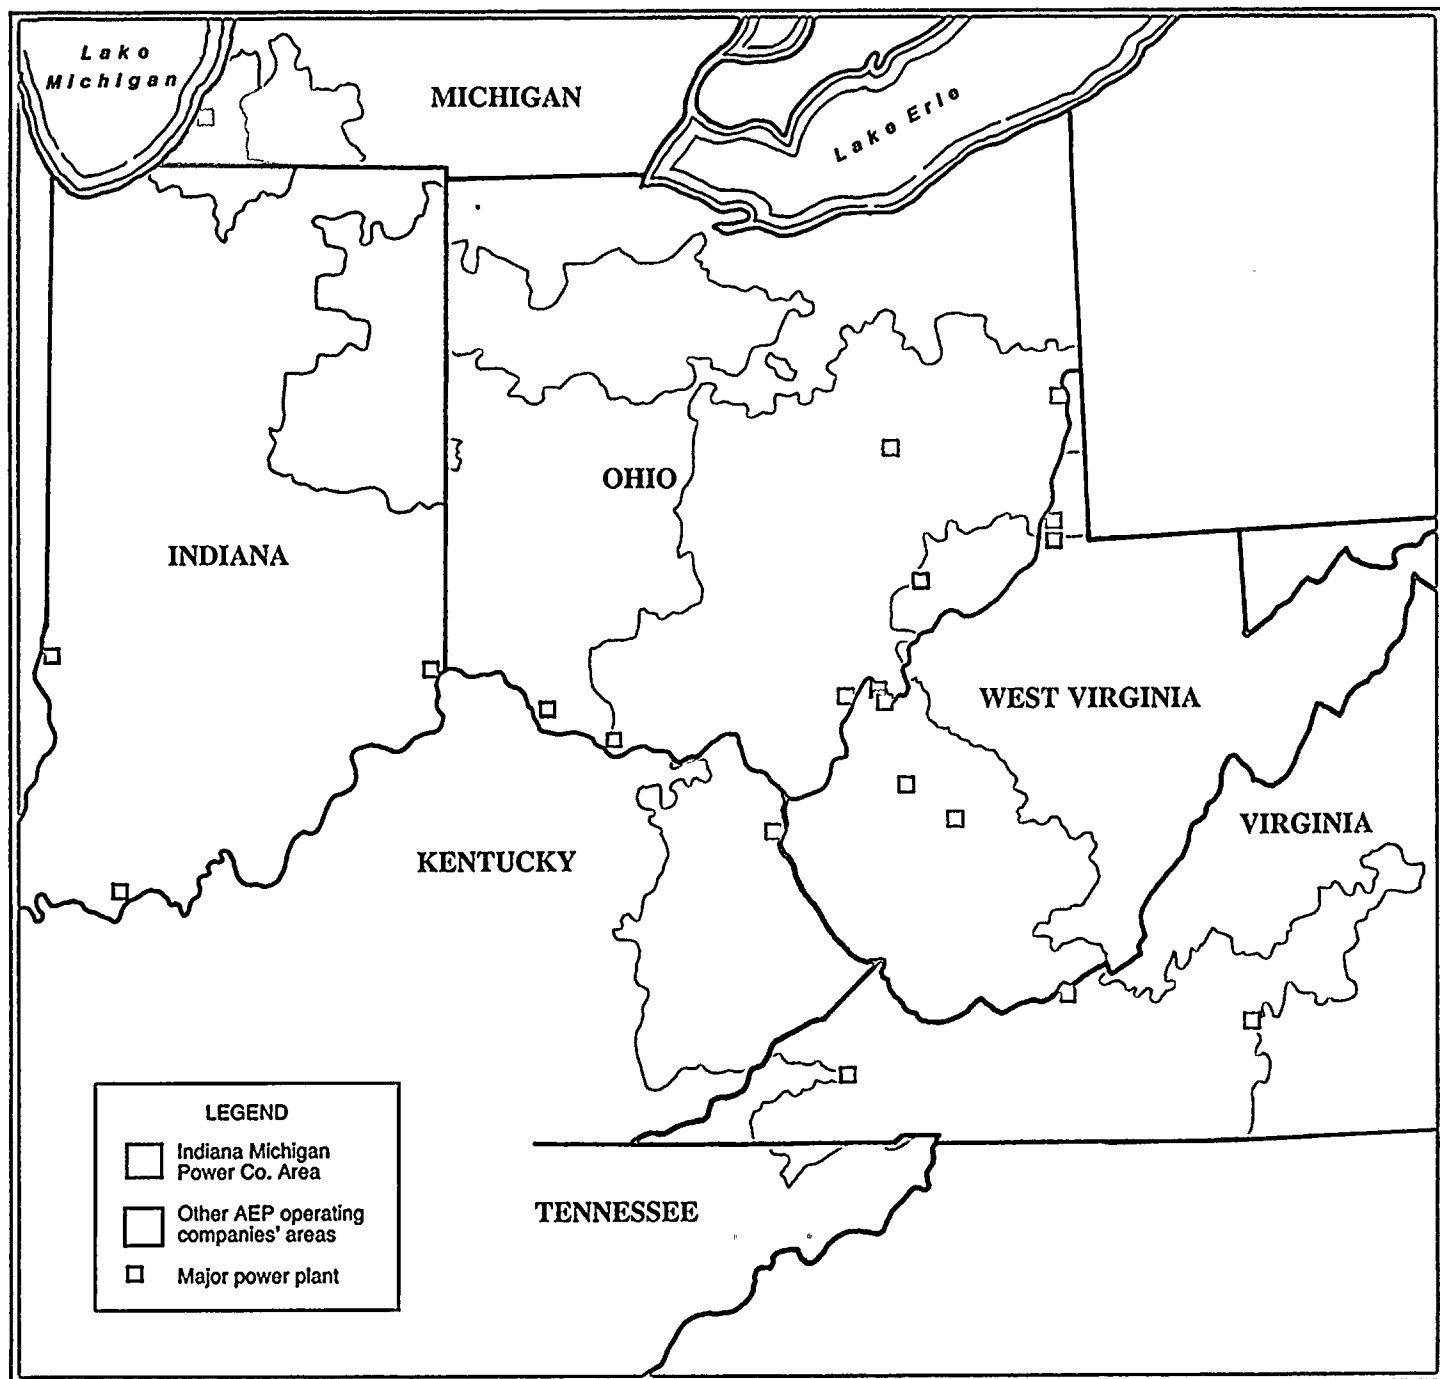 Lake
Michigan
MICHIGAN
Lake Erie
OHIO
INDIANA
WEST VIRGINIA
VIRGINIA
KENTUCKY
LEGEND
Indiana Michigan
Power Co. Area
Other AEP operating
companies' areas
Major power plant
TENNESSEE